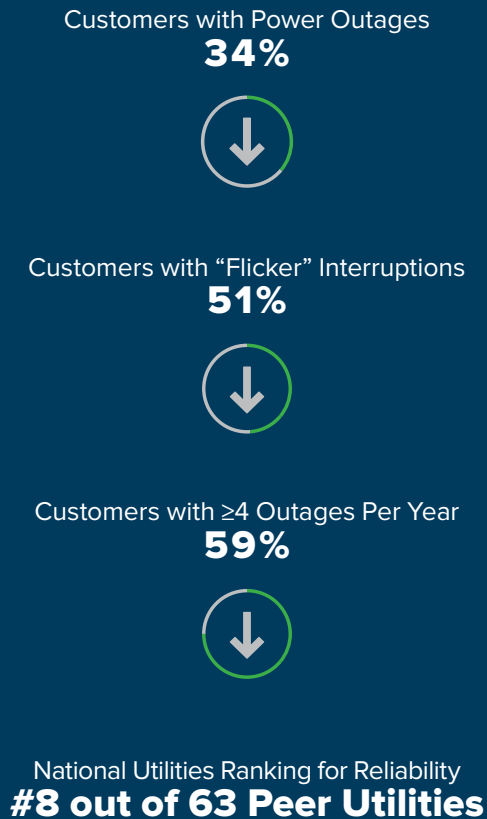 Customers with Power Outages
34%
Customers with “Flicker” Interruptions
51%
Customers with ≥4 Outages Per Year
59%
National Utilities Ranking for Reliability
#8 out of 63 Peer Utilities